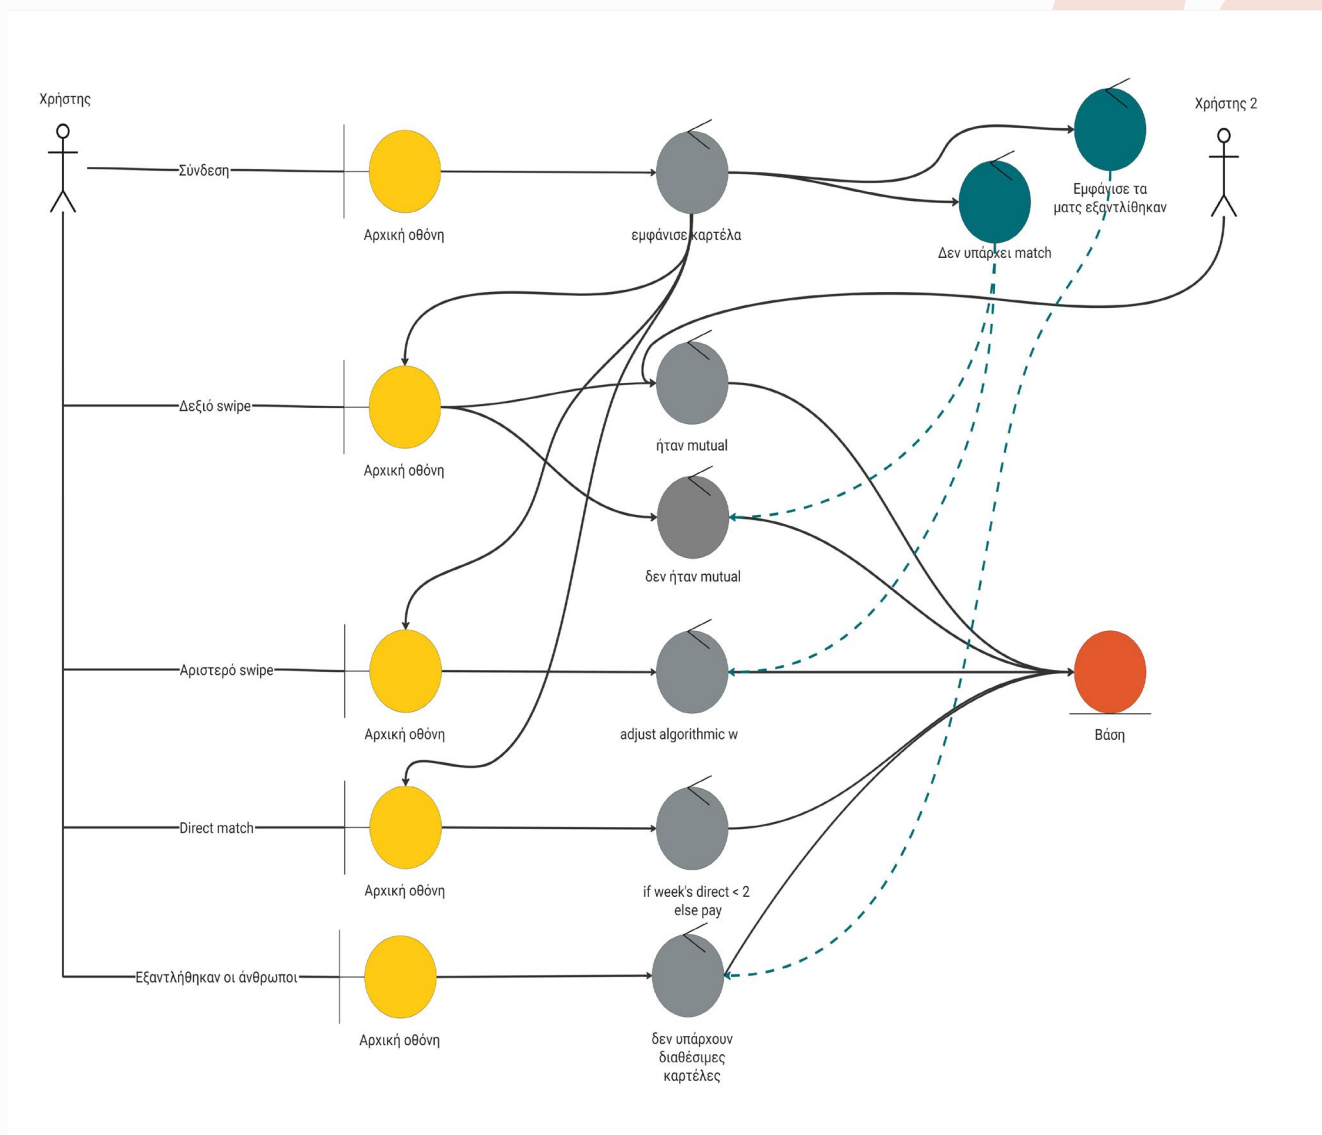 Χρήστης
Χρήστης 2
Σύνδεση
Αρχική οθόνη
εμφάνισε καρτέλα
Δεν υπάρχει match
Εμφάνισε τα
ματς εξαντλίθηκαν
Δεξιό swipe
Αρχική οθόνη
ήταν mutual
δεν ήταν mutual
Αριστερό swipe
Αρχική οθόνη
adjust algorithmic w
Βάση
Direct match
Αρχική οθόνη
if week's direct < 2
else pay
Εξαντλήθηκαν οι άνθρωποι
Αρχική οθόνη
δεν υπάρχουν
διαθέσιμες
καρτέλες